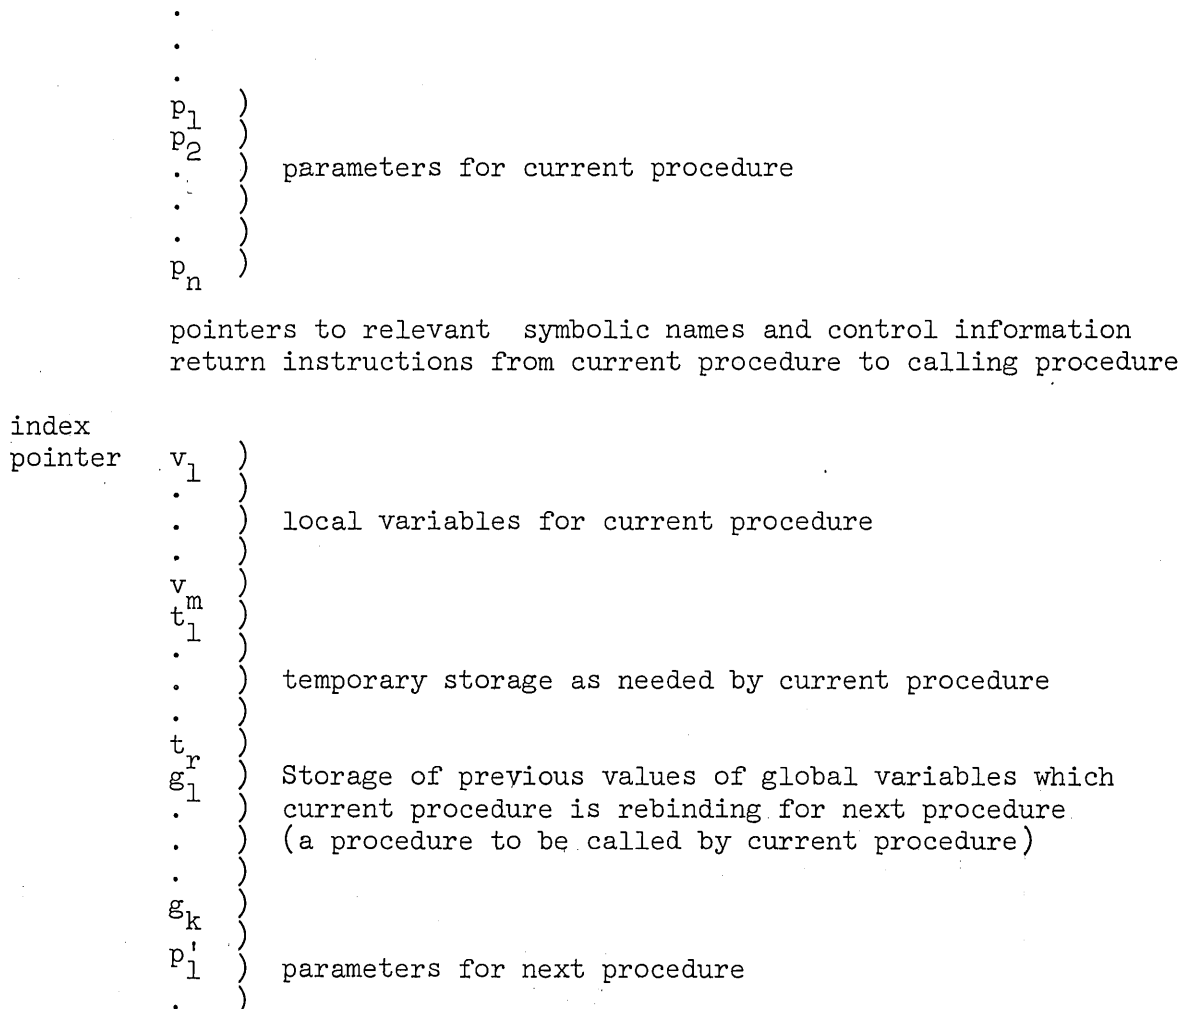 .
.
.
p1 )
p2 )
. ) parameters for current procedure
. )
. )
pn )
pointers to relevant symbolic names and control information
return instructions from current procedure to calling procedure
index
pointer v1 )
. )
. ) local variables for current procedure
. )
vm )
t1 )
. )
. ) temporary storage as needed by current procedure
. )
tr )
g1 ) Storage of previous values of global variables which
. ) current procedure is rebinding for next procedure
. ) (a procedure to be called by current procedure)
. )
gk )
)
p'1 ) parameters for next procedure
. )